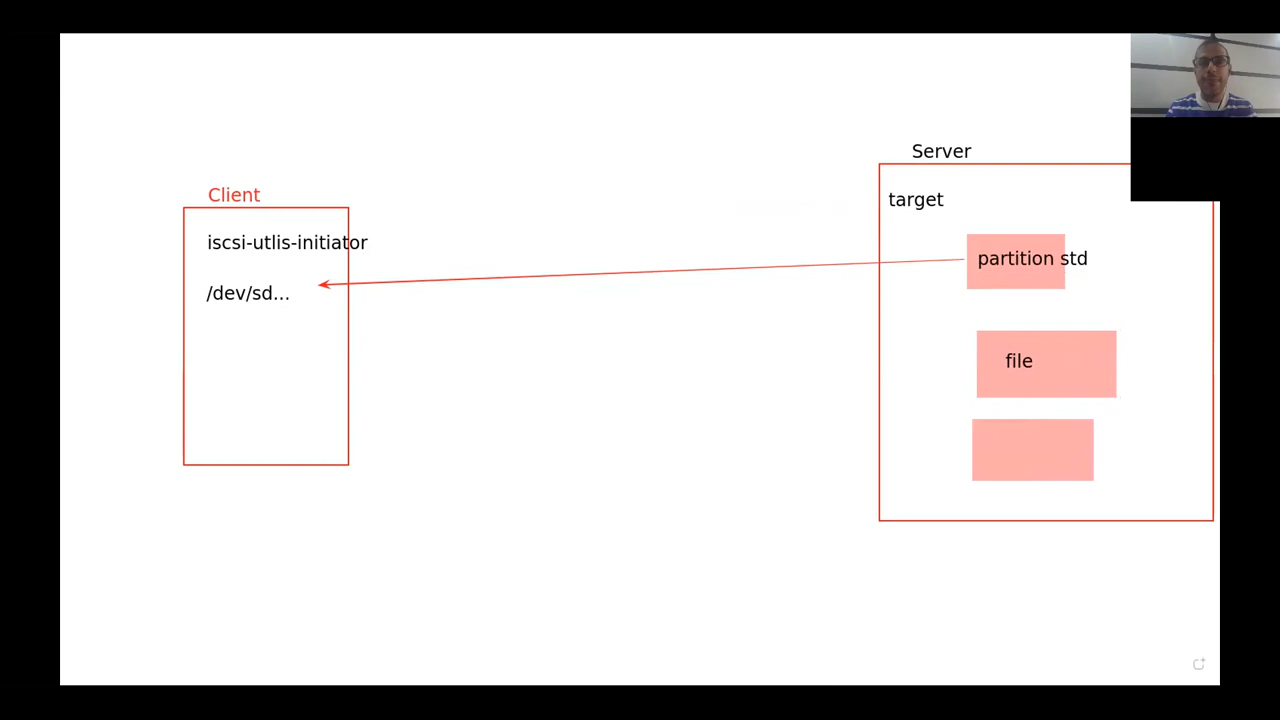 Client
iscsi-utlis-initiator
/dev/sd...
Server
target
partition std
file